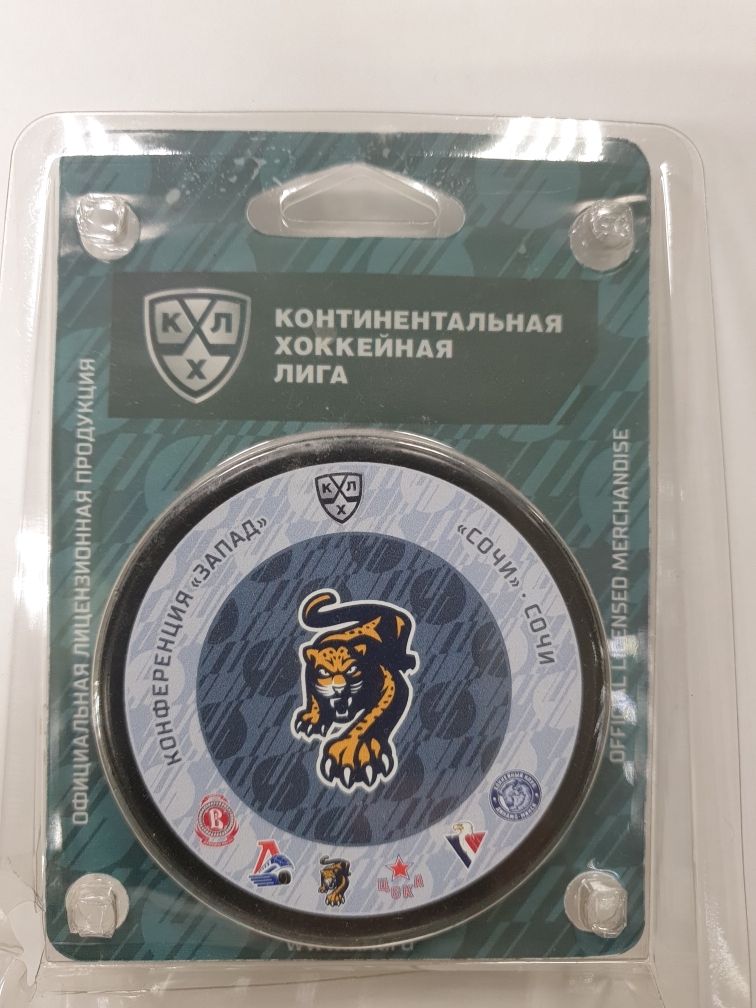 КХЛ
КОНТИНЕНТАЛЬНАЯ
ХОККЕЙНАЯ
ЛИГА
ОФИЦИАЛЬНАЯ ЛИЦЕНЗИОННАЯ ПРОДУКЦИЯ
OFFICIAL LICENSED MERCHANDISE
КХЛ
КОНФЕРЕНЦИЯ «ЗАПАД»
«СОЧИ» · СОЧИ
ЦСКА